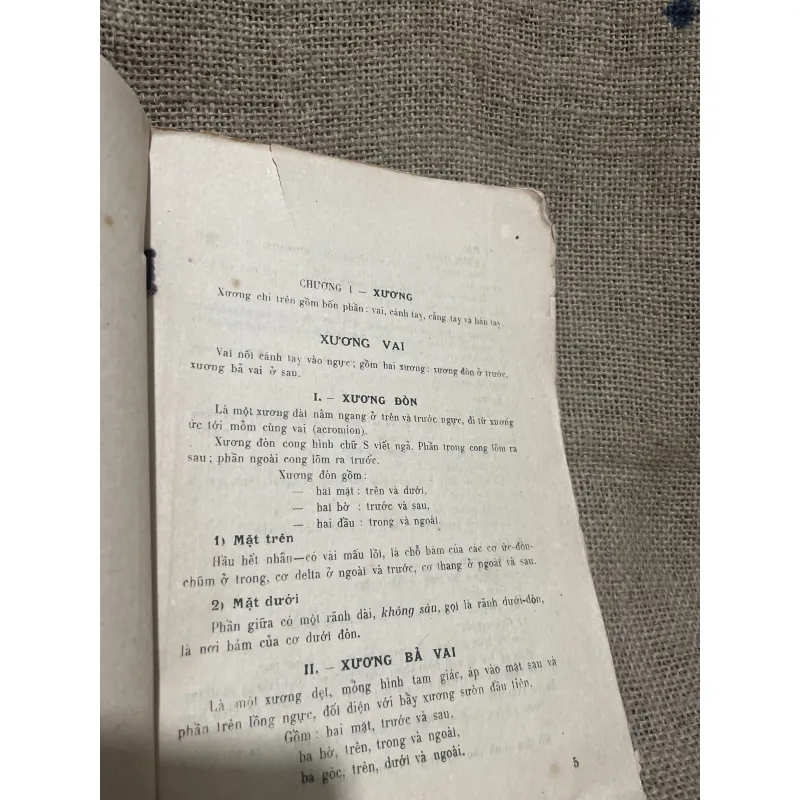 CHƯƠNG I – XƯƠNG
Xương chi trên gồm bốn phần : vai, cánh tay, cẳng tay và bàn tay.
XƯƠNG VAI
Vai nối cánh tay vào ngực ; gồm hai xương : xương đòn ở trước,
xương bả vai ở sau.
I. – XƯƠNG ĐÒN
Là một xương dài nằm ngang ở trên và trước ngực, đi từ xương
ức tới mỏm cùng vai (acromion).
Xương đòn cong hình chữ S viết ngả. Phần trong cong lõm ra
sau ; phần ngoài cong lõm ra trước.
Xương đòn gồm :
— hai mặt : trên và dưới,
— hai bờ : trước và sau,
— hai đầu : trong và ngoài.
1) Mặt trên
Hầu hết nhẵn—có vài mấu lồi, là chỗ bám của các cơ ức-đòn-
chũm ở trong, cơ delta ở ngoài và trước, cơ thang ở ngoài và sau.
2) Mặt dưới
Phần giữa có một rãnh dài, không sâu, gọi là rãnh dưới-đòn,
là nơi bám của cơ dưới đòn.
II. – XƯƠNG BẢ VAI
Là một xương dẹt, mỏng hình tam giác, áp vào mặt sau và
phần trên lồng ngực, đối diện với bẩy xương sườn đầu tiên.
Gồm : hai mặt, trước và sau,
ba bờ, trên, trong và ngoài,
ba góc, trên, dưới và ngoài.
5